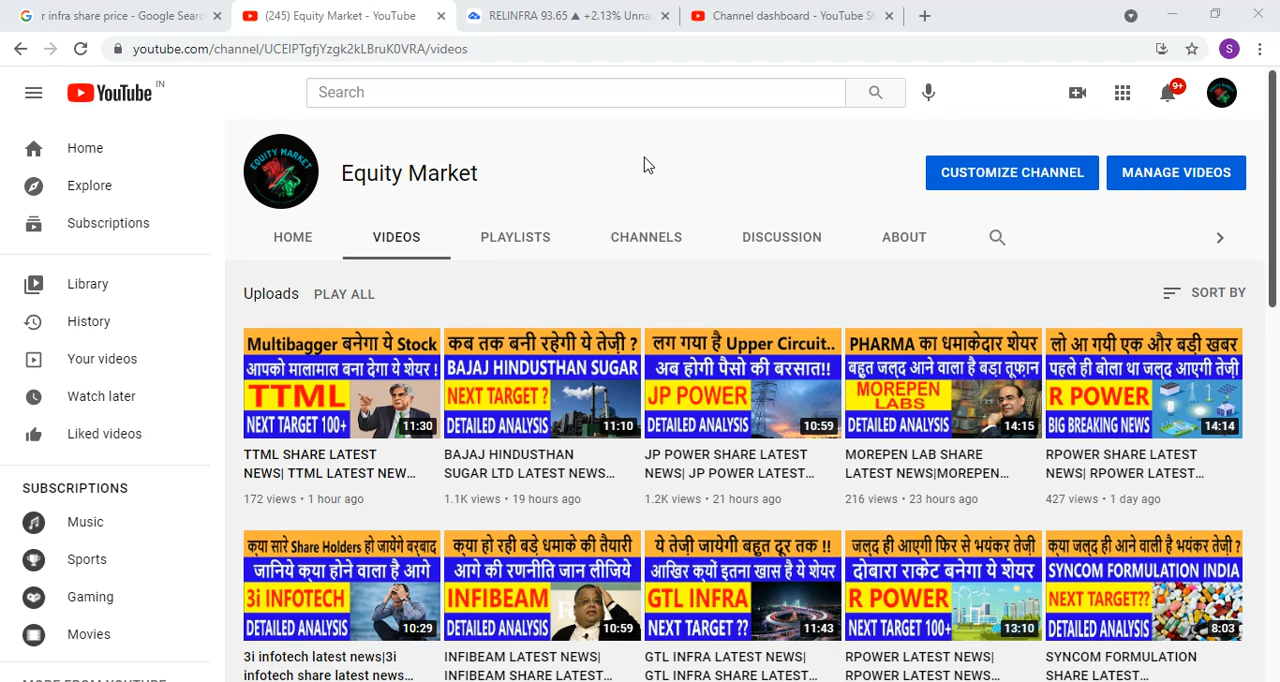 r infra share price - Google Searc
(245) Equity Market - YouTube
RELINFRA 93.65 ▲ +2.13% Unna
Channel dashboard - YouTube St
youtube.com/channel/UCEIPTgfjYzgk2kLBruK0VRA/videos
S
YouTube IN
Search
9+
Home
Explore
Subscriptions
Library
History
Your videos
Watch later
Liked videos
SUBSCRIPTIONS
Music
Sports
Gaming
Movies
MORE FROM YOUTUBE
EQUITY MARKET
Equity Market
CUSTOMIZE CHANNEL
MANAGE VIDEOS
HOME VIDEOS PLAYLISTS CHANNELS DISCUSSION ABOUT
Uploads PLAY ALL
SORT BY
Multibagger बनेगा ये Stock
आपको मालामाल बना देगा ये शेयर !
TTML
NEXT TARGET 100+
11:30
TTML SHARE LATEST
NEWS| TTML LATEST NEW...
172 views • 1 hour ago
कब तक बनी रहेगी ये तेज़ी ?
BAJAJ HINDUSTHAN SUGAR
NEXT TARGET ?
DETAILED ANALYSIS
11:10
BAJAJ HINDUSTHAN
SUGAR LTD LATEST NEWS...
1.1K views • 19 hours ago
लग गया है Upper Circuit..
अब होगी पैसो की बरसात!!
JP POWER
DETAILED ANALYSIS
10:59
JP POWER SHARE LATEST
NEWS| JP POWER LATEST...
1.2K views • 21 hours ago
PHARMA का धमाकेदार शेयर
बहुत जल्द आने वाला है बड़ा तूफ़ान
MOREPEN
LABS
DETAILED ANALYSIS
14:15
MOREPEN LAB SHARE
LATEST NEWS|MOREPEN...
216 views • 23 hours ago
लो आ गयी एक और बड़ी खबर
पहले ही बोला था जल्द आएगी तेज़ी
R POWER
BIG BREAKING NEWS
14:14
RPOWER SHARE LATEST
NEWS| RPOWER LATEST...
427 views • 1 day ago
क्या सारे Share Holders हो जायेंगे बर्बाद
जानिये क्या होने वाला है आगे
3i INFOTECH
DETAILED ANALYSIS
10:29
3i infotech latest news|3i
infotech share latest news...
क्या हो रही बड़े धमाके की तैयारी
आगे की रणनीति जान लीजिये
INFIBEAM
DETAILED ANALYSIS
10:59
INFIBEAM LATEST NEWS|
INFIBEAM SHARE LATEST...
ये तेज़ी जायेगी बहुत दूर तक !!
आखिर क्यों इतना खास है ये शेयर
GTL INFRA
NEXT TARGET ??
11:43
GTL INFRA LATEST NEWS|
GTL INFRA SHARE LATEST...
जल्द ही आएगी फिर से भयंकर तेज़ी
दोबारा राकेट बनेगा ये शेयर
R POWER
NEXT TARGET 100+
13:10
RPOWER LATEST NEWS|
RPOWER LATEST NEWS...
क्या जल्द ही आने वाली है भयंकर तेज़ी ?
SYNCOM FORMULATION INDIA
NEXT TARGET??
DETAILED ANALYSIS
8:03
SYNCOM FORMULATION
SHARE LATEST...